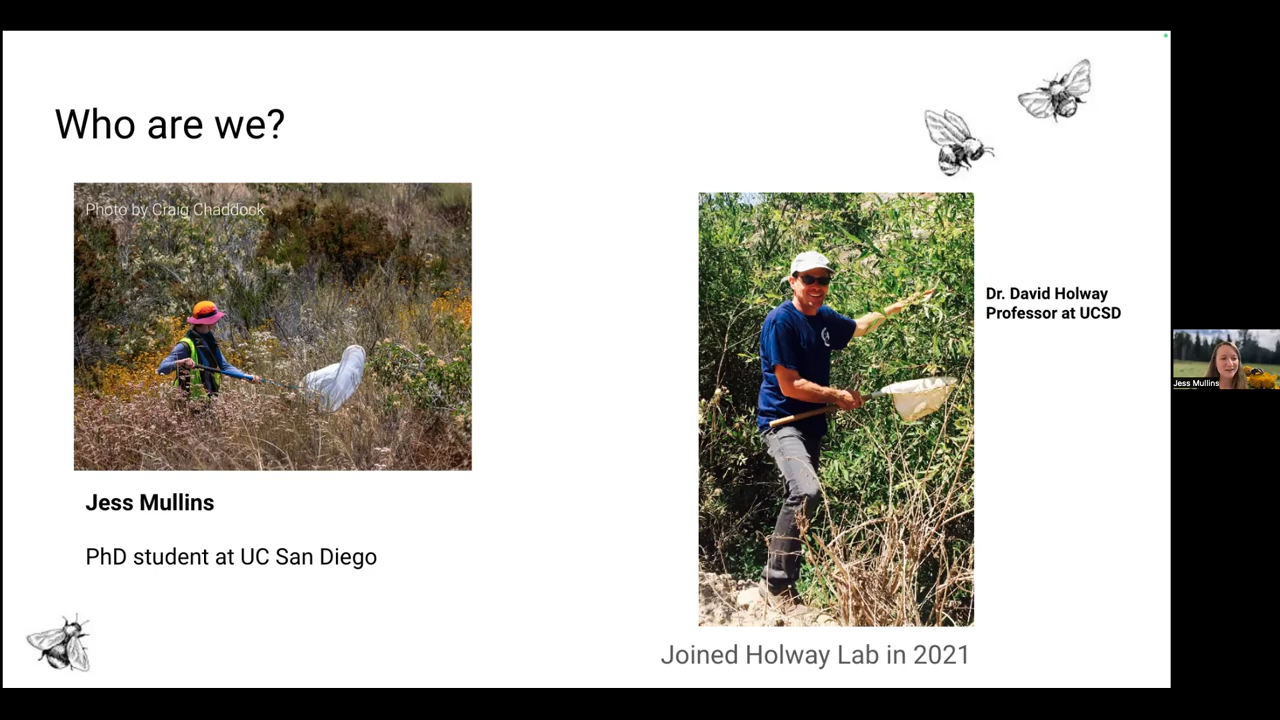 Who are we?
Photo by Craig Chaddock
Jess Mullins
PhD student at UC San Diego
Dr. David Holway
Professor at UCSD
Joined Holway Lab in 2021
Jess Mullins